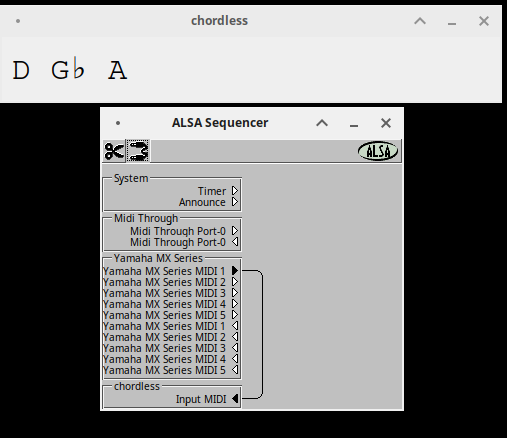 chordless
D G♭ A
ALSA Sequencer
ALSA
System
Timer
Announce
Midi Through
Midi Through Port-0
Midi Through Port-0
Yamaha MX Series
Yamaha MX Series MIDI 1
Yamaha MX Series MIDI 2
Yamaha MX Series MIDI 3
Yamaha MX Series MIDI 4
Yamaha MX Series MIDI 5
Yamaha MX Series MIDI 1
Yamaha MX Series MIDI 2
Yamaha MX Series MIDI 3
Yamaha MX Series MIDI 4
Yamaha MX Series MIDI 5
chordless
Input MIDI